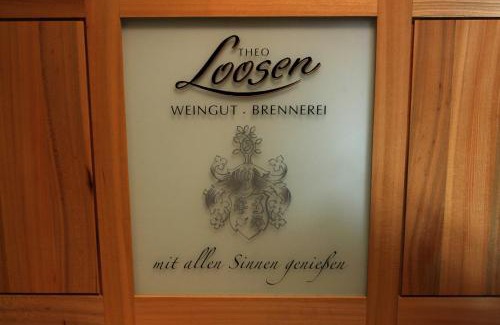 THEO
Loosen
WEINGUT . BRENNEREI
mit allen Sinnen genießen